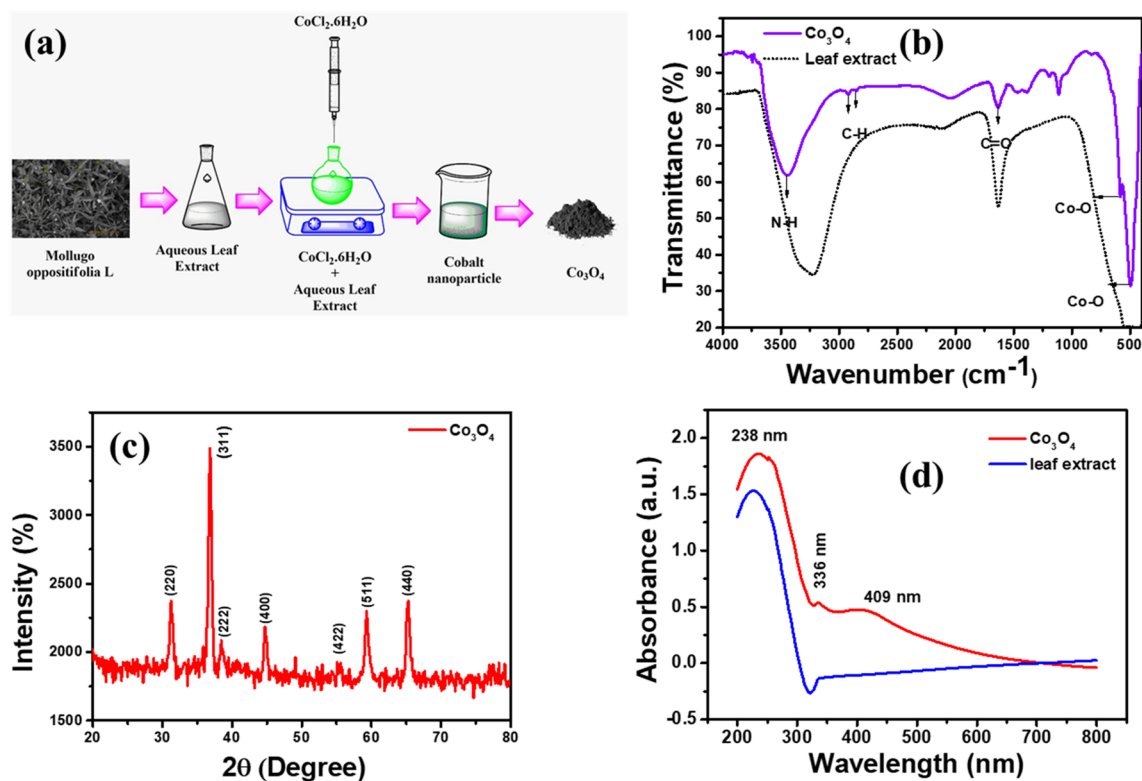 (a)
CoCl₂.6H₂O
Mollugo
oppositifolia L
Aqueous Leaf
Extract
CoCl₂.6H₂O
+
Aqueous Leaf
Extract
Cobalt
nanoparticle
Co₃O₄
(b)
Co₃O₄
Leaf extract
Transmittance (%)
95
90
80
70
60
50
40
30
20
N-H
C-H
C=O
Co-O
Co-O
4000 3500 3000 2500 2000 1500 1000 500
Wavenumber (cm⁻¹)
(c)
Co₃O₄
Intensity (%)
3500
3000
2500
2000
1500
(220)
(311)
(222)
(400)
(422)
(511)
(440)
20 30 40 50 60 70 80
2θ (Degree)
(d)
Co₃O₄
leaf extract
Absorbance (a.u.)
2.0
1.5
1.0
0.5
0.0
-0.5
238 nm
336 nm
409 nm
200 300 400 500 600 700 800
Wavelength (nm)